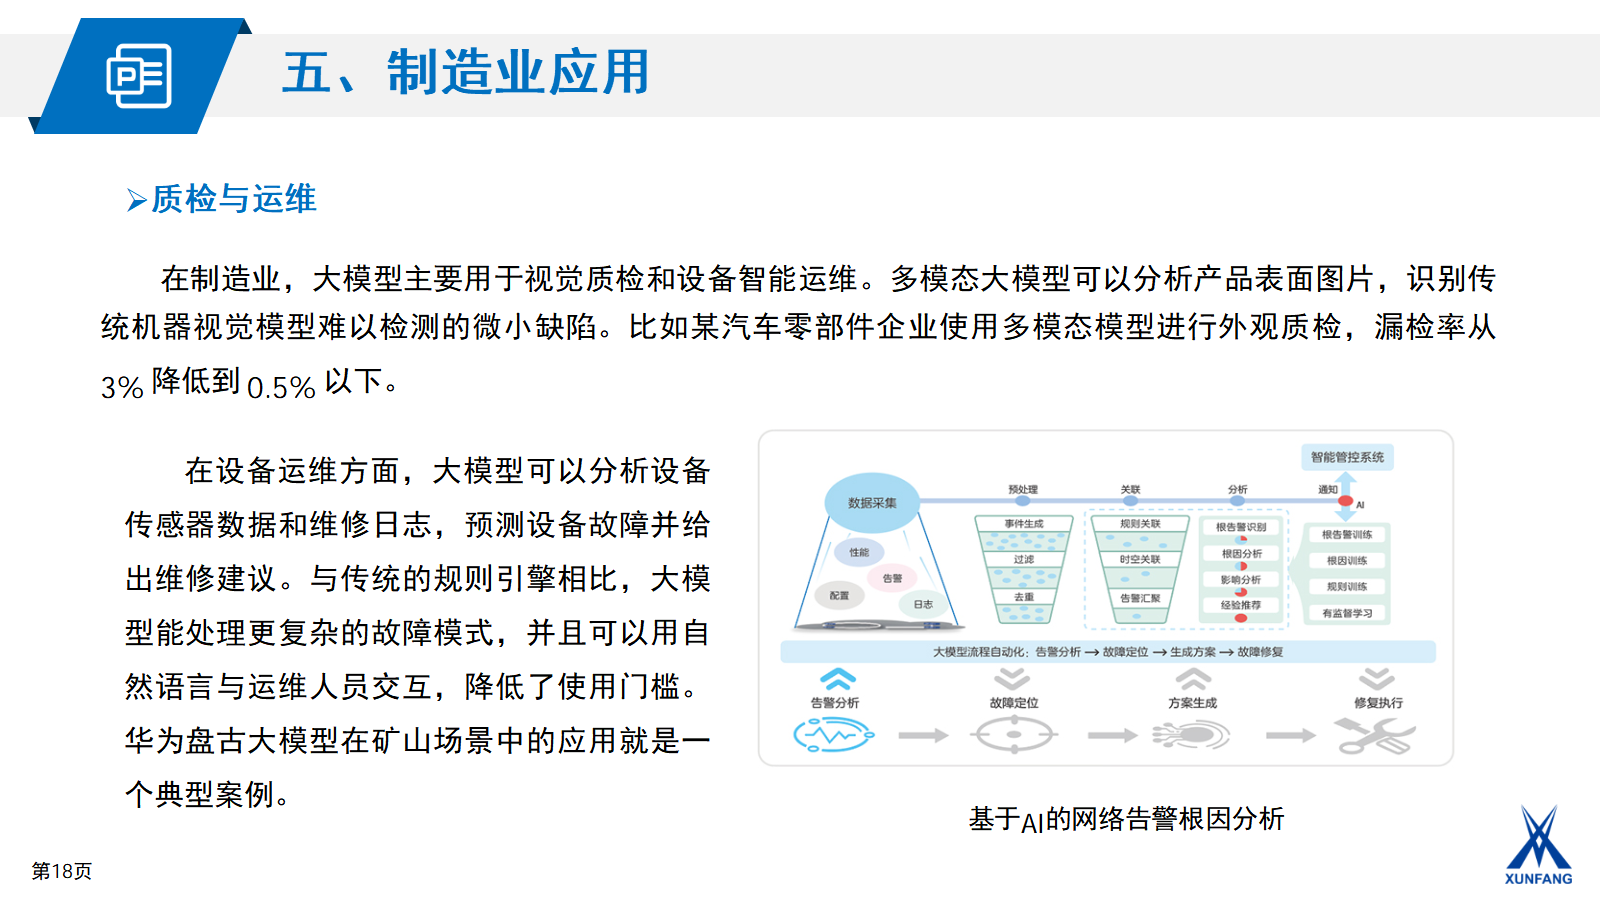 五、制造业应用
➢质检与运维
在制造业，大模型主要用于视觉质检和设备智能运维。多模态大模型可以分析产品表面图片，识别传
统机器视觉模型难以检测的微小缺陷。比如某汽车零部件企业使用多模态模型进行外观质检，漏检率从
3% 降低到 0.5% 以下。
在设备运维方面，大模型可以分析设备
传感器数据和维修日志，预测设备故障并给
出维修建议。与传统的规则引擎相比，大模
型能处理更复杂的故障模式，并且可以用自
然语言与运维人员交互，降低了使用门槛。
华为盘古大模型在矿山场景中的应用就是一
个典型案例。
智能管控系统
数据采集
预处理
关联
分析
通知
AI
性能
告警
配置
日志
事件生成
过滤
去重
规则关联
时空关联
告警汇聚
根告警识别
根因分析
影响分析
经验推荐
根告警训练
根因训练
规则训练
有监督学习
大模型流程自动化：告警分析→故障定位→生成方案→故障修复
告警分析
故障定位
方案生成
修复执行
基于AI的网络告警根因分析
第18页
XUNFANG